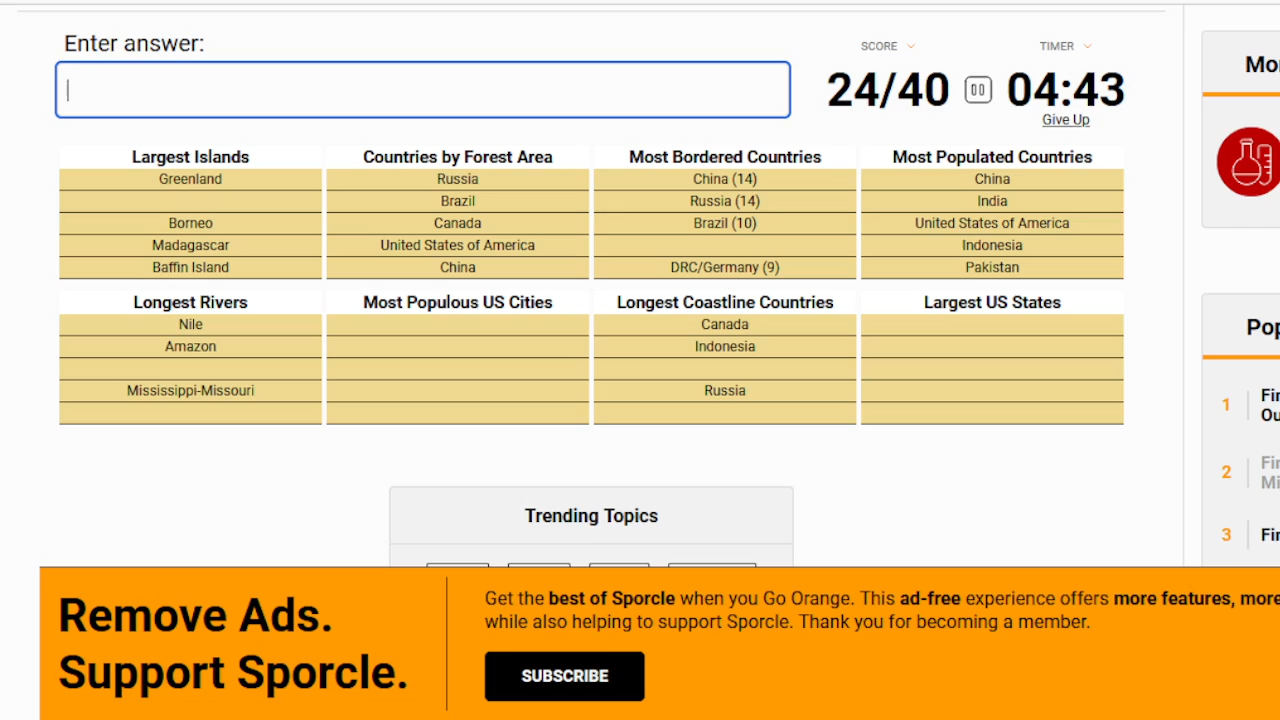 Enter answer:
SCORE
TIMER
24/40
04:43
Give Up
Largest Islands
Greenland
Borneo
Madagascar
Baffin Island
Countries by Forest Area
Russia
Brazil
Canada
United States of America
China
Most Bordered Countries
China (14)
Russia (14)
Brazil (10)
DRC/Germany (9)
Most Populated Countries
China
India
United States of America
Indonesia
Pakistan
Longest Rivers
Nile
Amazon
Mississippi-Missouri
Most Populous US Cities
Longest Coastline Countries
Canada
Indonesia
Russia
Largest US States
Trending Topics
Remove Ads.
Support Sporcle.
Get the best of Sporcle when you Go Orange. This ad-free experience offers more features, more
while also helping to support Sporcle. Thank you for becoming a member.
SUBSCRIBE
1
2
3